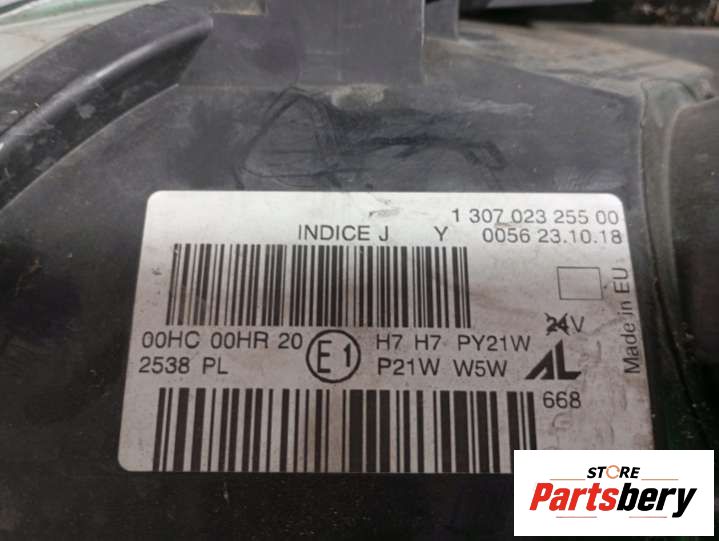 1 307 023 255 00
INDICE J Y 0056 23.10.18
24V
Made in EU
00HC 00HR 20 E1 H7 H7 PY21W
2538 PL P21W W5W AL
668
STORE
Partsbery